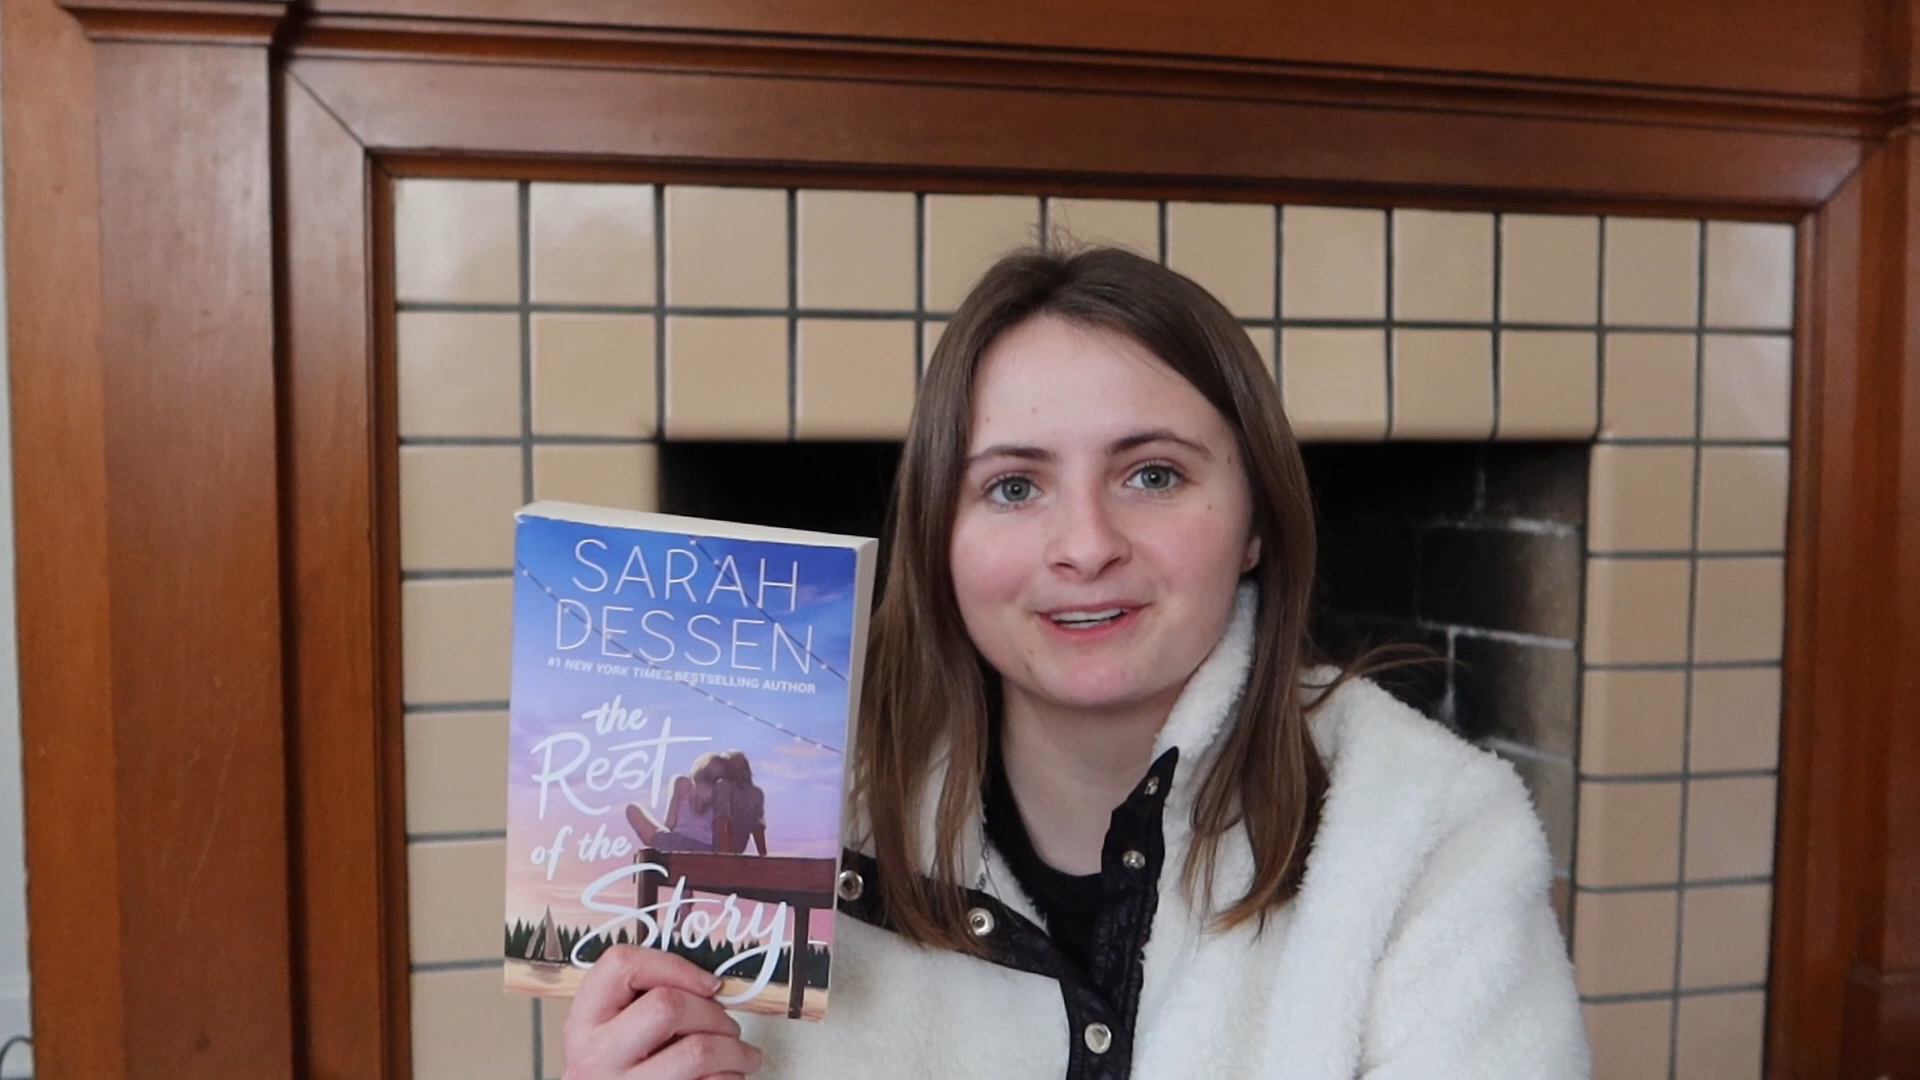 SARAH
DESSEN
#1 NEW YORK TIMES BESTSELLING AUTHOR
the
Rest
of the
Story